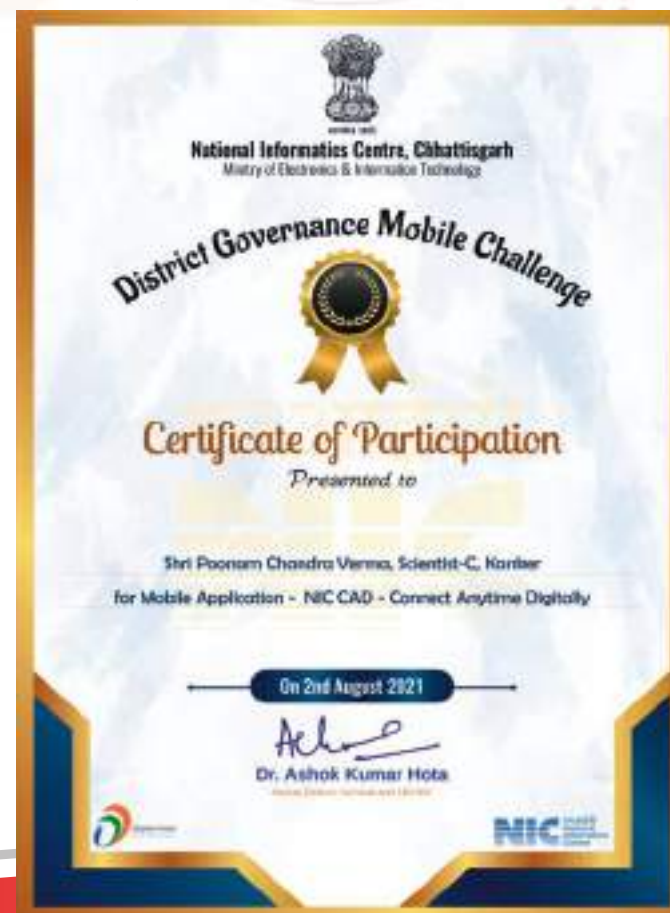 National Informatics Centre, Chhattisgarh
Ministry of Electronics & Information Technology
District Governance Mobile Challenge
Certificate of Participation
Presented to
Shri Poonam Chandra Verma, Scientist-C, Kanker
for Mobile Application - NIC CAD - Connect Anytime Digitally
On 2nd August 2021
Dr. Ashok Kumar Hota
NIC